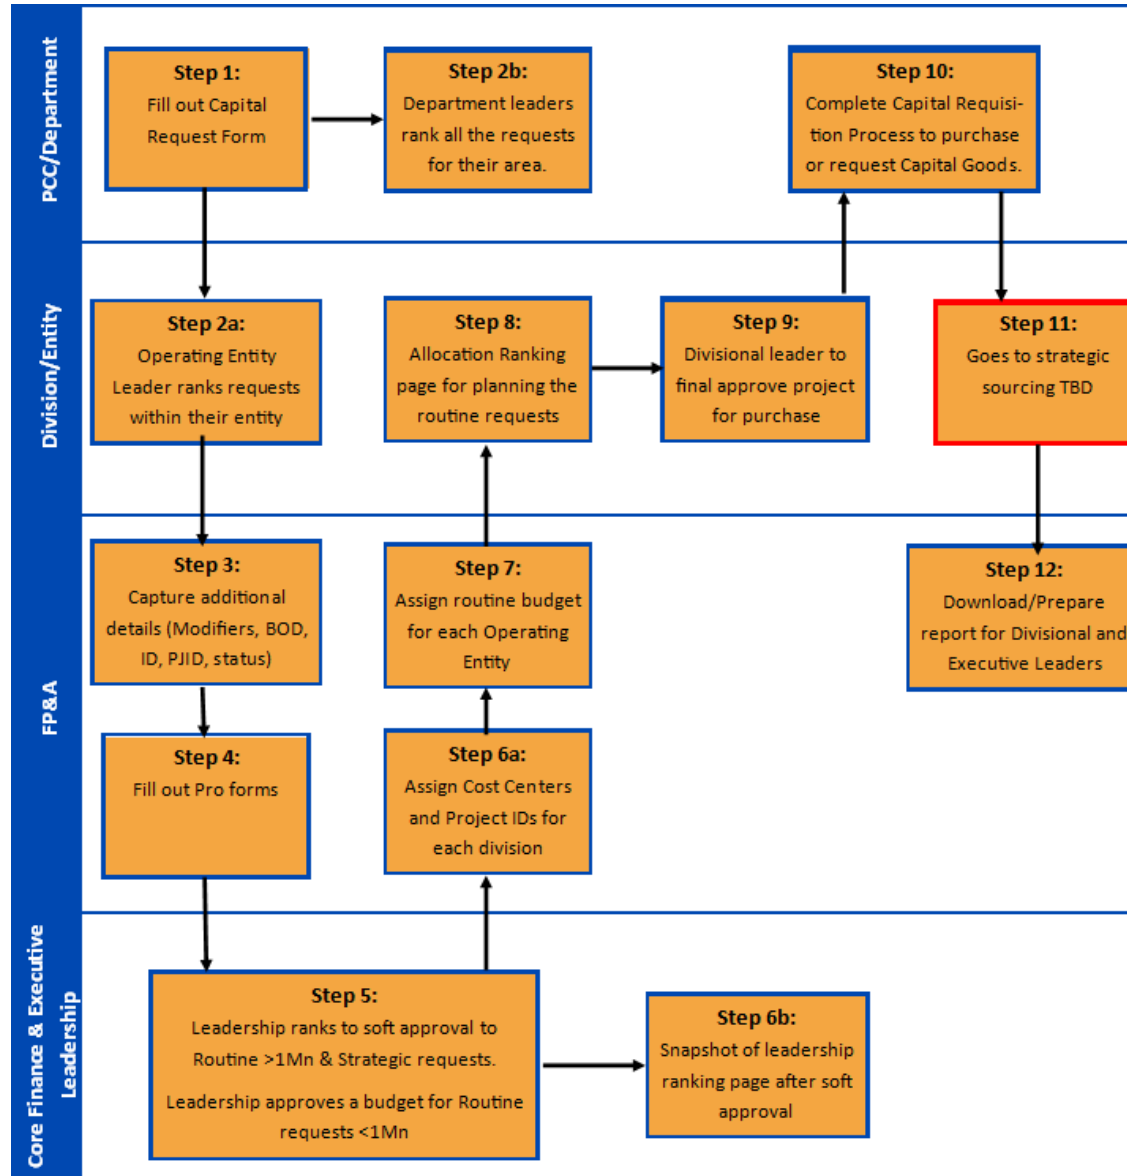 PCC/Department
Step 1:
Fill out Capital
Request Form
Step 2b:
Department leaders
rank all the requests
for their area.
Step 10:
Complete Capital Requisi-
tion Process to purchase
or request Capital Goods.
Division/Entity
Step 2a:
Operating Entity
Leader ranks requests
within their entity
Step 8:
Allocation Ranking
page for planning the
routine requests
Step 9:
Divisional leader to
final approve project
for purchase
Step 11:
Goes to strategic
sourcing TBD
FP&A
Step 3:
Capture additional
details (Modifiers, BOD,
ID, PJID, status)
Step 7:
Assign routine budget
for each Operating
Entity
Step 12:
Download/Prepare
report for Divisional and
Executive Leaders
Step 4:
Fill out Pro forms
Step 6a:
Assign Cost Centers
and Project IDs for
each division
Core Finance & Executive
Leadership
Step 5:
Leadership ranks to soft approval to
Routine >1Mn & Strategic requests.
Leadership approves a budget for Routine
requests <1Mn
Step 6b:
Snapshot of leadership
ranking page after soft
approval